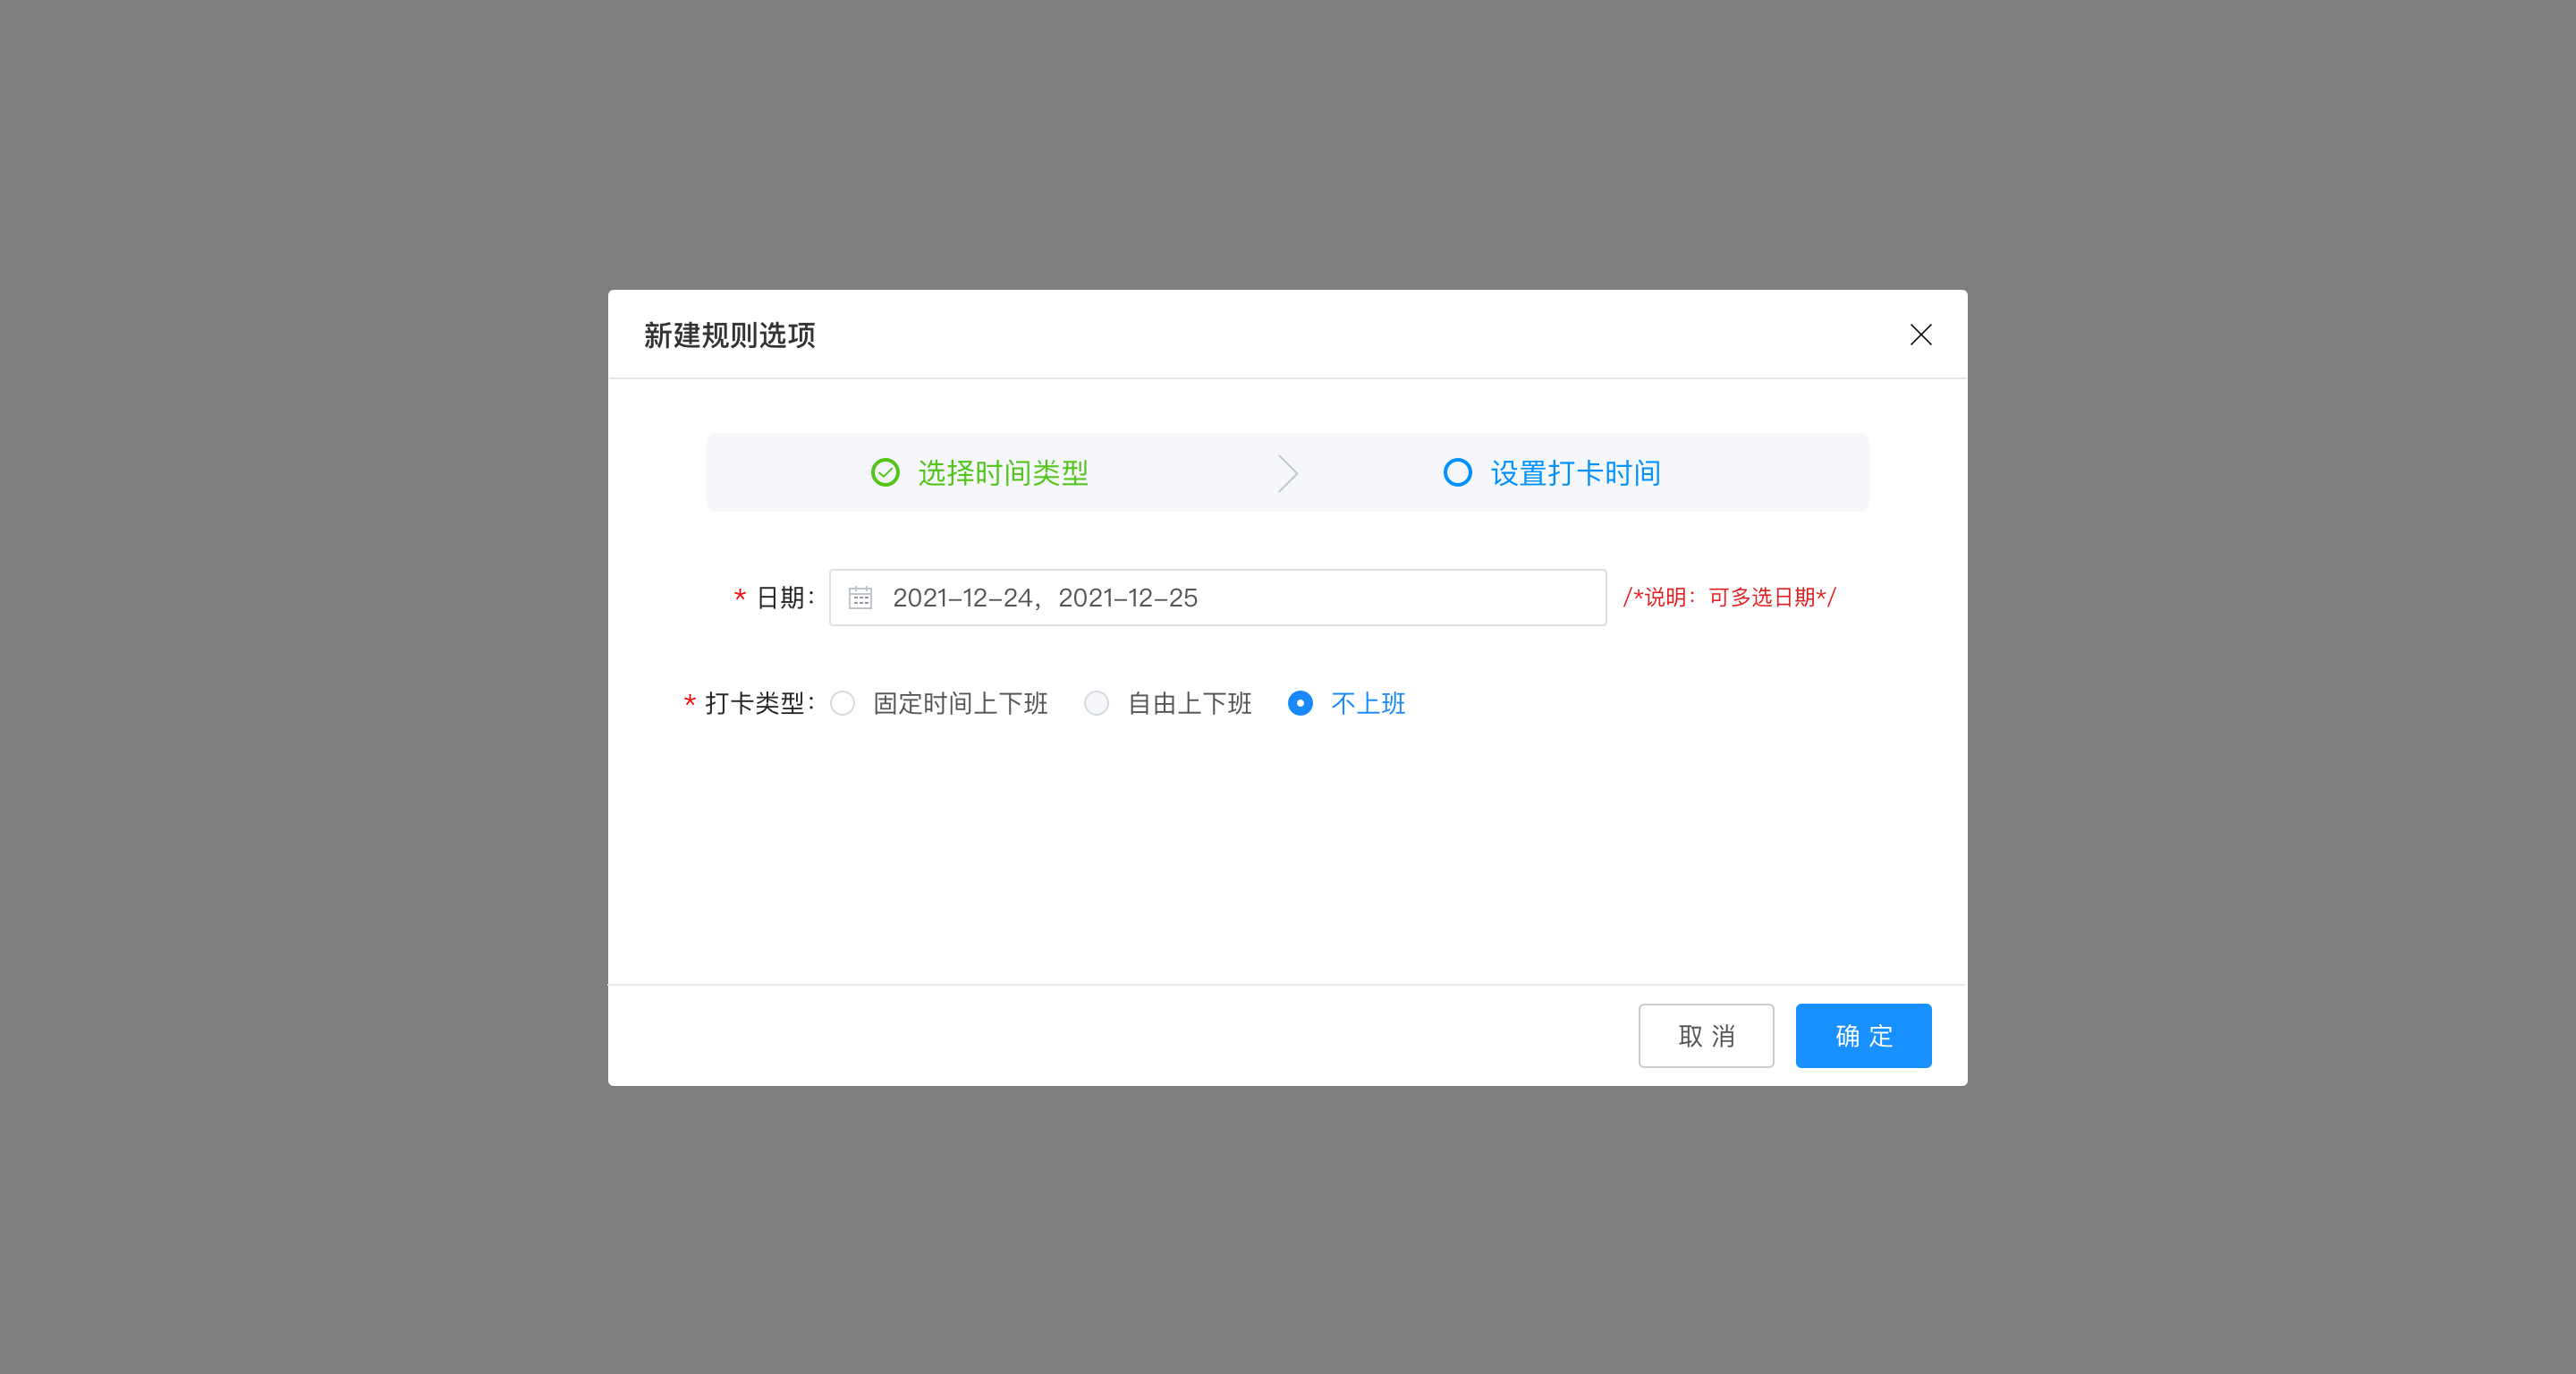 新建规则选项
选择时间类型 设置打卡时间
* 日期： 2021-12-24，2021-12-25 /*说明：可多选日期*/
* 打卡类型： 固定时间上下班 自由上下班 不上班
取消 确定